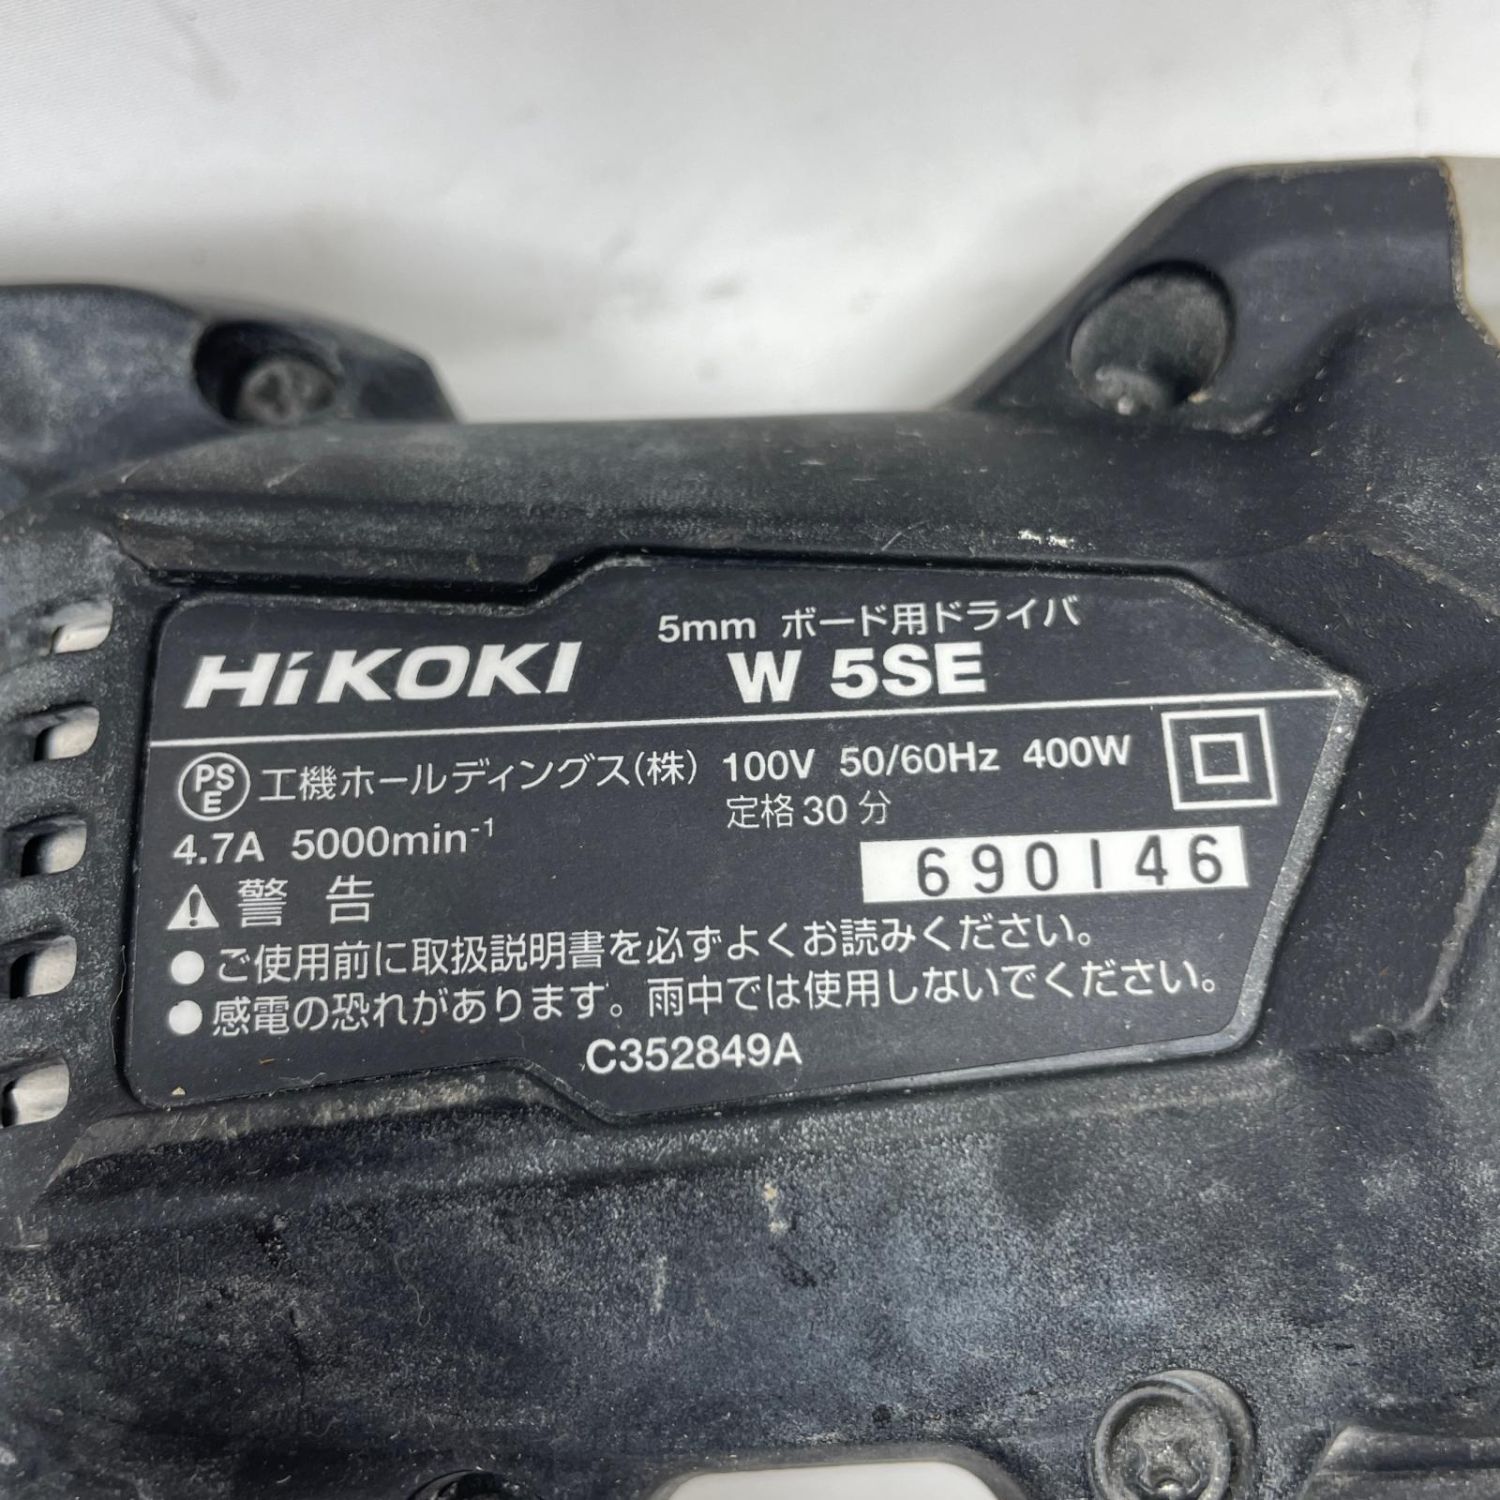 5mm ボード用ドライバ
HiKOKI W 5SE
PSE 工機ホールディングス(株) 100V 50/60Hz 400W
定格30分
4.7A 5000min⁻¹
690146
⚠警告
●ご使用前に取扱説明書を必ずよくお読みください。
●感電の恐れがあります。雨中では使用しないでください。
C352849A